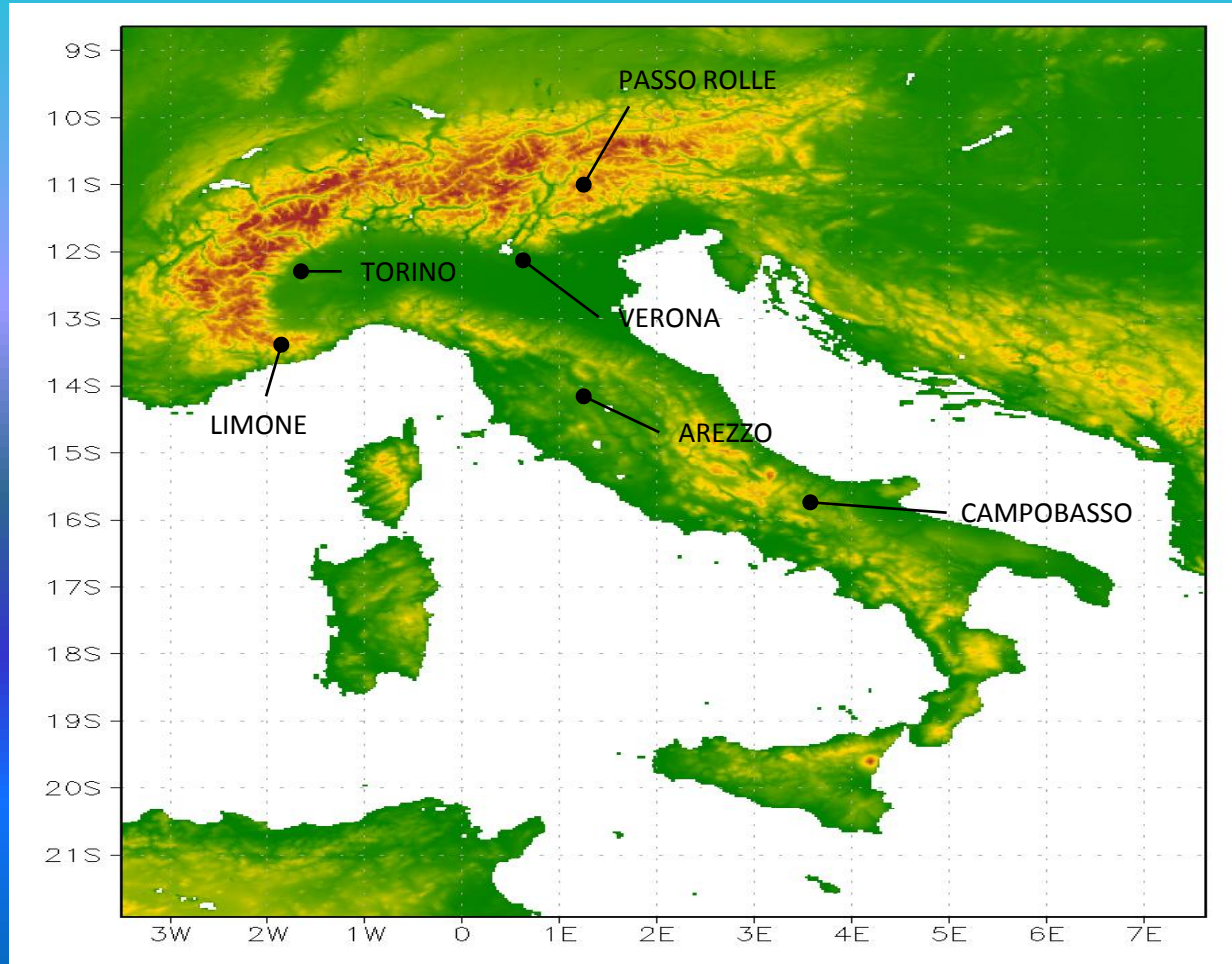 9S
PASSO ROLLE
10S
11S
12S
TORINO
VERONA
13S
14S
LIMONE
AREZZO
15S
CAMPOBASSO
16S
17S
18S
19S
20S
21S
3W 2W 1W 0 1E 2E 3E 4E 5E 6E 7E